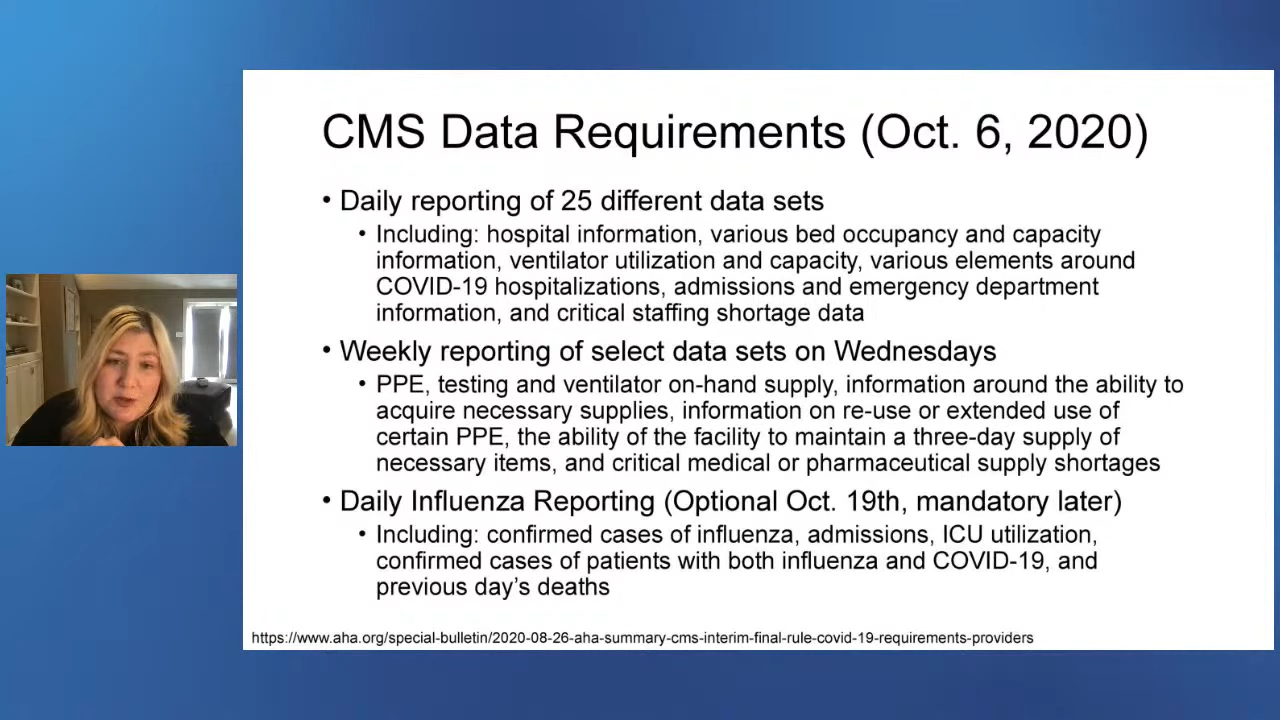 CMS Data Requirements (Oct. 6, 2020)
• Daily reporting of 25 different data sets
• Including: hospital information, various bed occupancy and capacity
information, ventilator utilization and capacity, various elements around
COVID-19 hospitalizations, admissions and emergency department
information, and critical staffing shortage data
• Weekly reporting of select data sets on Wednesdays
• PPE, testing and ventilator on-hand supply, information around the ability to
acquire necessary supplies, information on re-use or extended use of
certain PPE, the ability of the facility to maintain a three-day supply of
necessary items, and critical medical or pharmaceutical supply shortages
• Daily Influenza Reporting (Optional Oct. 19th, mandatory later)
• Including: confirmed cases of influenza, admissions, ICU utilization,
confirmed cases of patients with both influenza and COVID-19, and
previous day’s deaths
https://www.aha.org/special-bulletin/2020-08-26-aha-summary-cms-interim-final-rule-covid-19-requirements-providers